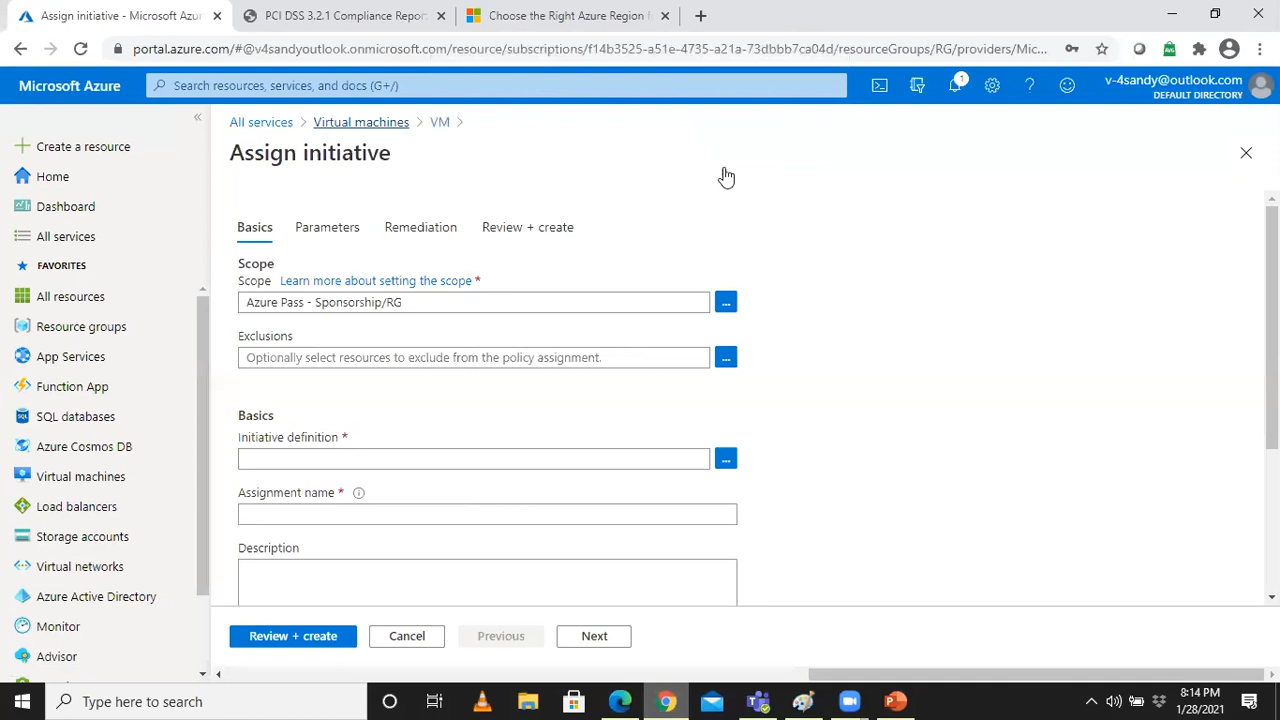 Assign initiative - Microsoft Azu
PCI DSS 3.2.1 Compliance Repor
Choose the Right Azure Region f
portal.azure.com/#@v4sandyoutlook.onmicrosoft.com/resource/subscriptions/f14b3525-a51e-4735-a21a-73dbbb7ca04d/resourceGroups/RG/providers/Mic...
Microsoft Azure
Search resources, services, and docs (G+/)
1
v-4sandy@outlook.com
DEFAULT DIRECTORY
Create a resource
Home
Dashboard
All services
FAVORITES
All resources
Resource groups
App Services
Function App
SQL databases
Azure Cosmos DB
Virtual machines
Load balancers
Storage accounts
Virtual networks
Azure Active Directory
Monitor
Advisor
All services > Virtual machines > VM >
Assign initiative
Basics Parameters Remediation Review + create
Scope
Scope Learn more about setting the scope *
Azure Pass - Sponsorship/RG
...
Exclusions
Optionally select resources to exclude from the policy assignment.
...
Basics
Initiative definition *
...
Assignment name *
Description
Review + create Cancel Previous Next
Type here to search
8:14 PM
1/28/2021